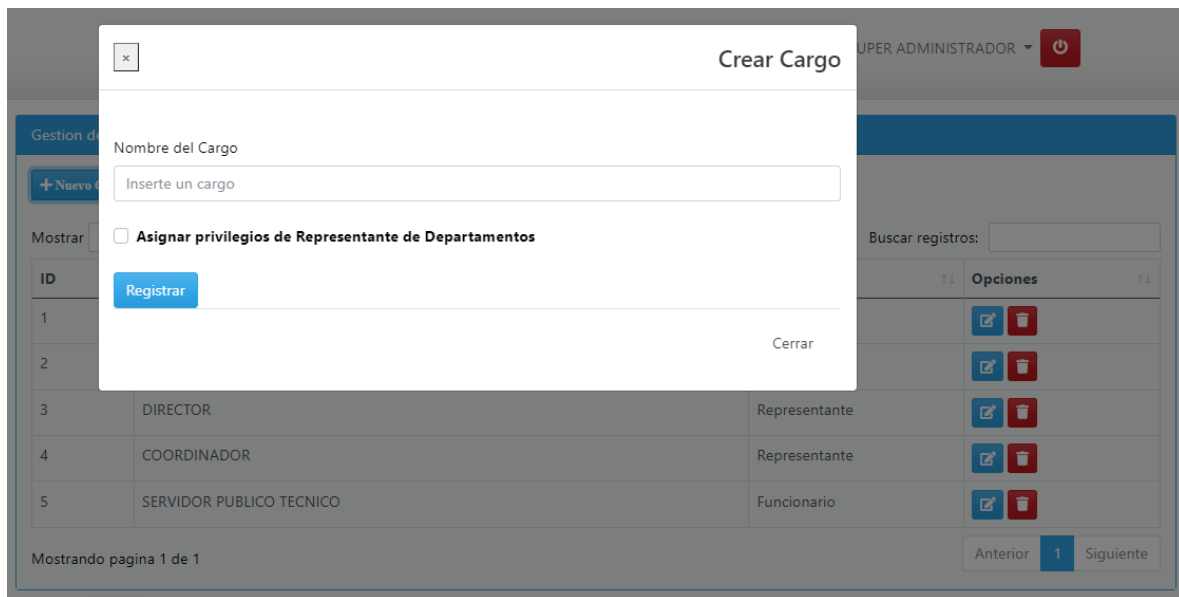 × Crear Cargo
UPER ADMINISTRADOR
Gestion de
Nombre del Cargo
+ Nuevo
Inserte un cargo
Mostrar
Asignar privilegios de Representante de Departamentos
Buscar registros:
ID Opciones
Registrar
1
Cerrar
2
3 DIRECTOR Representante
4 COORDINADOR Representante
5 SERVIDOR PUBLICO TECNICO Funcionario
Mostrando pagina 1 de 1
Anterior 1 Siguiente